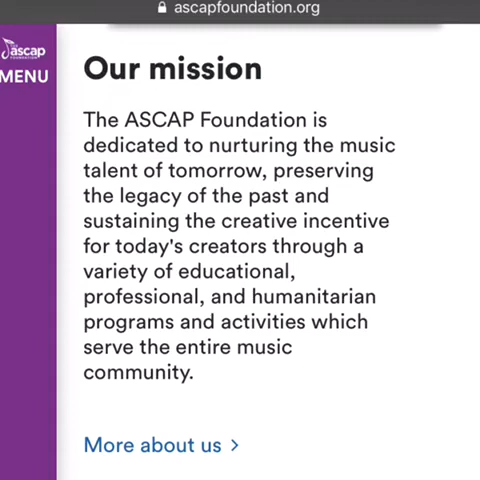 ascapfoundation.org
ascap
FOUNDATION
MENU
Our mission
The ASCAP Foundation is
dedicated to nurturing the music
talent of tomorrow, preserving
the legacy of the past and
sustaining the creative incentive
for today's creators through a
variety of educational,
professional, and humanitarian
programs and activities which
serve the entire music
community.
More about us >